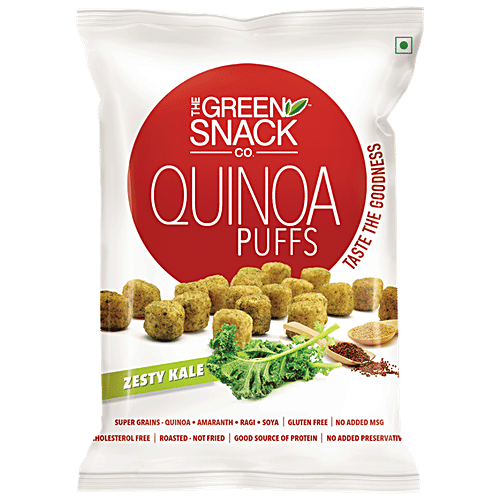 THE
GREEN
SNACK
CO.
QUINOA
PUFFS
TASTE THE GOODNESS
ZESTY KALE
SUPER GRAINS - QUINOA • AMARANTH • RAGI • SOYA | GLUTEN FREE | NO ADDED MSG
CHOLESTEROL FREE | ROASTED - NOT FRIED | GOOD SOURCE OF PROTEIN | NO ADDED PRESERVATIV